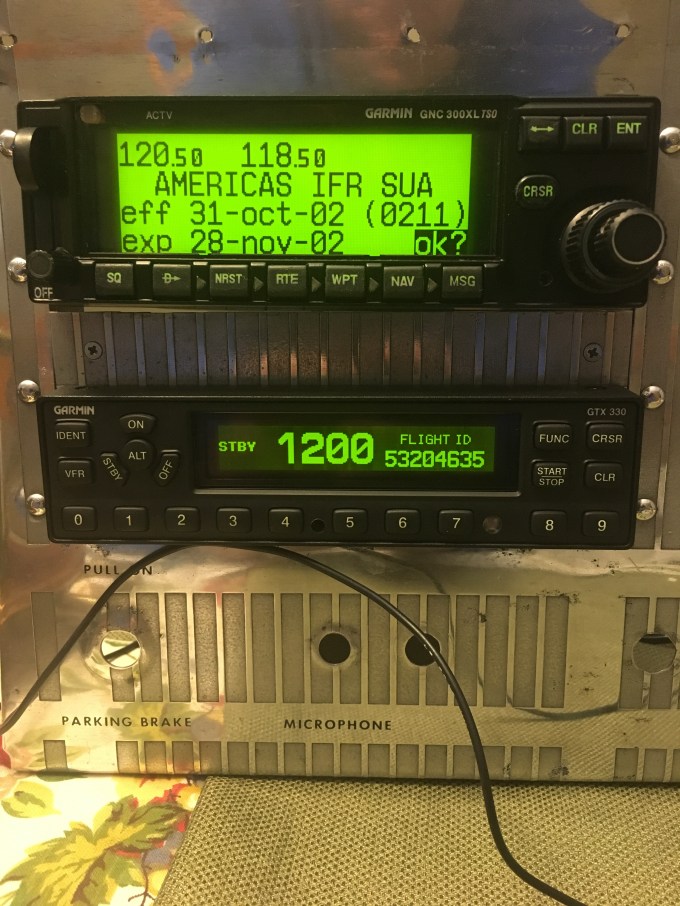 ACTV
GARMIN GNC 300XL TSO
CLR ENT
120.50 118.50
AMERICAS IFR SUA
eff 31-oct-02 (0211)
exp 28-nov-02 ok?
CRSR
OFF
SQ D NRST RTE WPT NAV MSG
GARMIN
GTX 330
IDENT ON
VFR STBY ALT OFF
STBY 1200 FLIGHT ID
53204635
FUNC CRSR
START STOP CLR
0 1 2 3 4 5 6 7 8 9
PULL ON
PARKING BRAKE
MICROPHONE